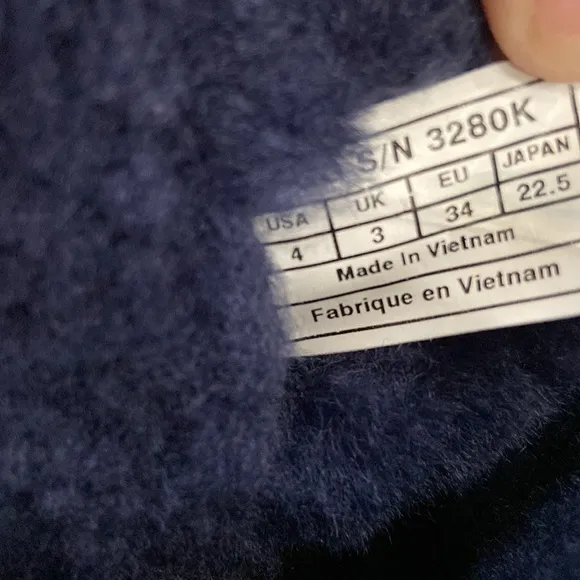 S/N 3280K
USA UK EU JAPAN
4 3 34 22.5
Made In Vietnam
Fabrique en Vietnam